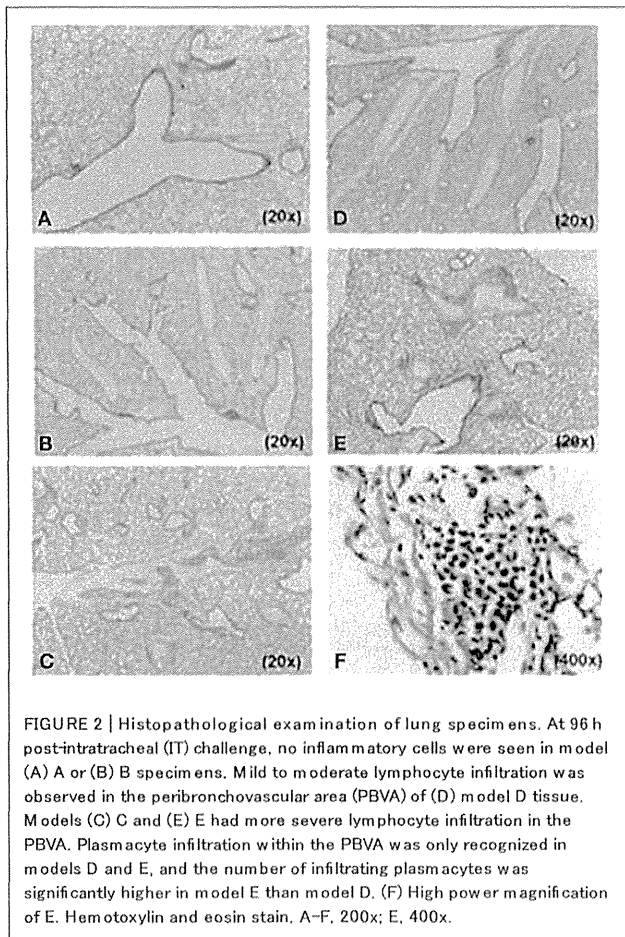 A
(20x)
D
(20x)
B
(20x)
E
(20x)
C
(20x)
F
(400x)
FIGURE 2 | Histopathological examination of lung specimens. At 96 h
post-intratracheal (IT) challenge, no inflammatory cells were seen in model
(A) A or (B) B specimens. Mild to moderate lymphocyte infiltration was
observed in the peribronchovascular area (PBVA) of (D) model D tissue.
Models (C) C and (E) E had more severe lymphocyte infiltration in the
PBVA. Plasmacyte infiltration within the PBVA was only recognized in
models D and E, and the number of infiltrating plasmacytes was
significantly higher in model E than model D. (F) High power magnification
of E. Hemotoxylin and eosin stain, A-F, 200x; E, 400x.